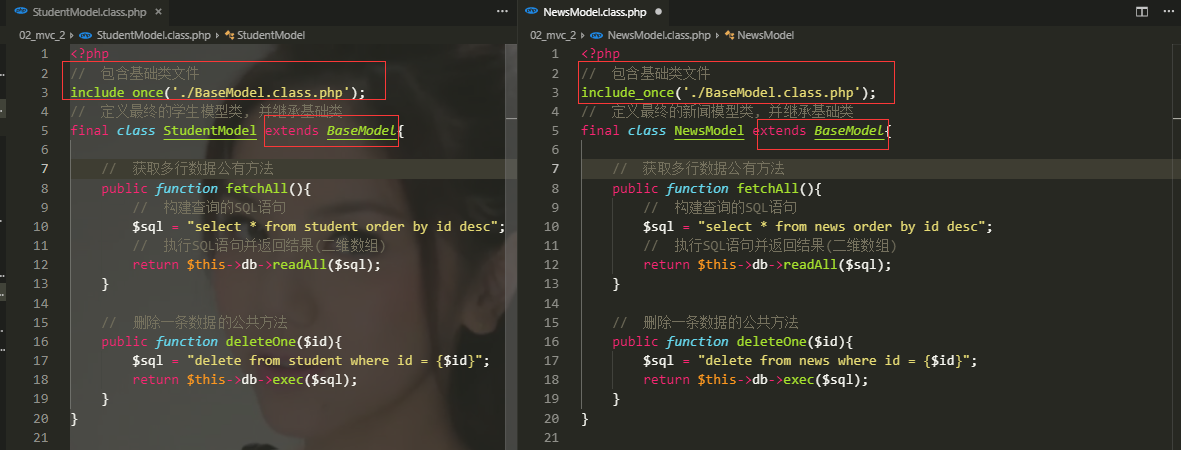 StudentModel.class.php ×
02_mvc_2 > StudentModel.class.php > StudentModel
1 <?php
2 // 包含基础类文件
3 include_once('./BaseModel.class.php');
4 // 定义最终的学生模型类,并继承基础类
5 final class StudentModel extends BaseModel{
6
7 // 获取多行数据公有方法
8 public function fetchAll(){
9 // 构建查询的SQL语句
10 $sql = "select * from student order by id desc";
11 // 执行SQL语句并返回结果(二维数组)
12 return $this->db->readAll($sql);
13 }
14
15 // 删除一条数据的公共方法
16 public function deleteOne($id){
17 $sql = "delete from student where id = {$id}";
18 return $this->db->exec($sql);
19 }
20 }
21
NewsModel.class.php ●
02_mvc_2 > NewsModel.class.php > NewsModel
1 <?php
2 // 包含基础类文件
3 include_once('./BaseModel.class.php');
4 // 定义最终的新闻模型类,并继承基础类
5 final class NewsModel extends BaseModel{
6
7 // 获取多行数据公有方法
8 public function fetchAll(){
9 // 构建查询的SQL语句
10 $sql = "select * from news order by id desc";
11 // 执行SQL语句并返回结果(二维数组)
12 return $this->db->readAll($sql);
13 }
14
15 // 删除一条数据的公共方法
16 public function deleteOne($id){
17 $sql = "delete from news where id = {$id}";
18 return $this->db->exec($sql);
19 }
20 }
21